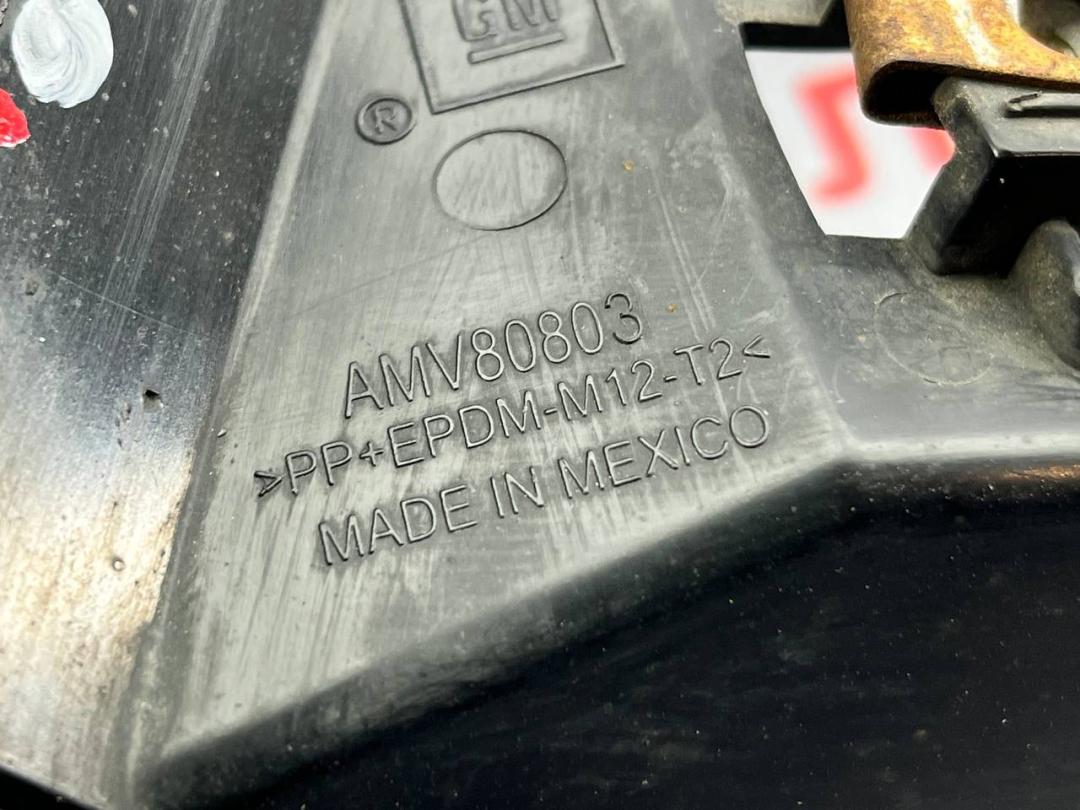 GM
®
AMV80803
>PP+EPDM-M12-T2<
MADE IN MEXICO